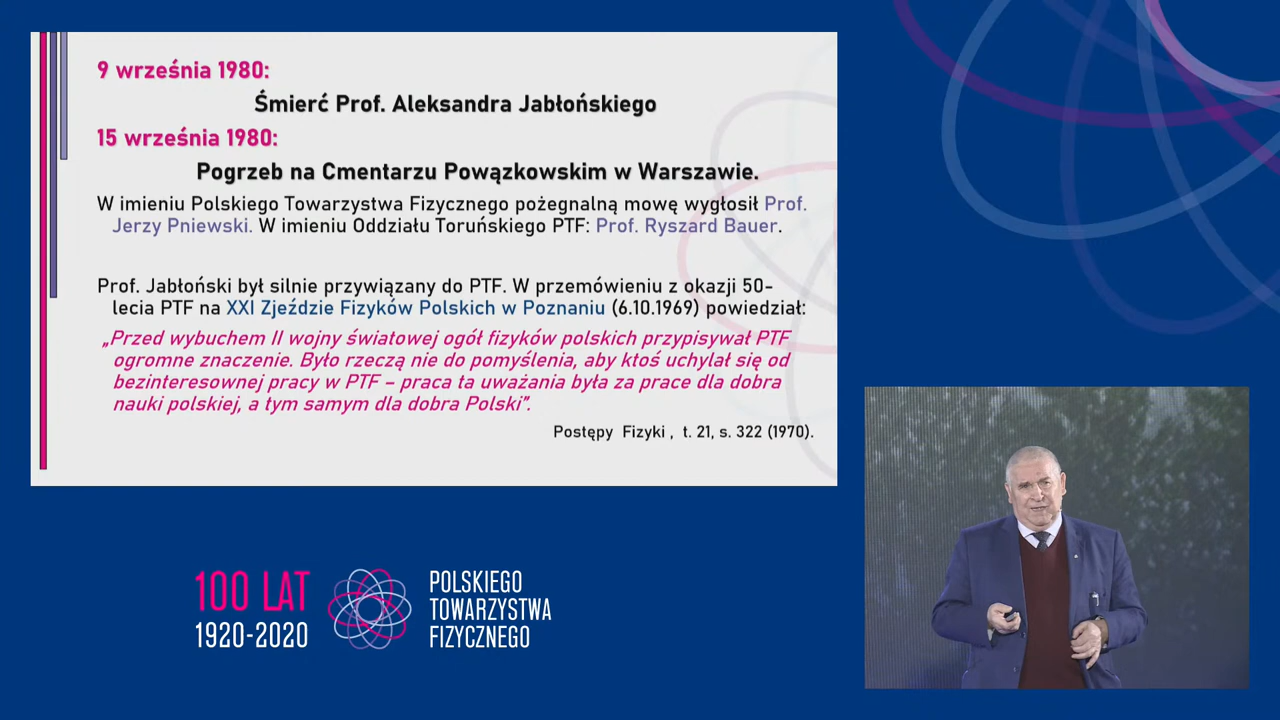 9 września 1980:
Śmierć Prof. Aleksandra Jabłońskiego
15 września 1980:
Pogrzeb na Cmentarzu Powązkowskim w Warszawie.
W imieniu Polskiego Towarzystwa Fizycznego pożegnalną mowę wygłosił Prof.
Jerzy Pniewski. W imieniu Oddziału Toruńskiego PTF: Prof. Ryszard Bauer.
Prof. Jabłoński był silnie przywiązany do PTF. W przemówieniu z okazji 50-
lecia PTF na XXI Zjeździe Fizyków Polskich w Poznaniu (6.10.1969) powiedział:
„Przed wybuchem II wojny światowej ogół fizyków polskich przypisywał PTF
ogromne znaczenie. Było rzeczą nie do pomyślenia, aby ktoś uchylał się od
bezinteresownej pracy w PTF – praca ta uważania była za prace dla dobra
nauki polskiej, a tym samym dla dobra Polski”.
Postępy Fizyki , t. 21, s. 322 (1970).
100 LAT
1920-2020
POLSKIEGO
TOWARZYSTWA
FIZYCZNEGO